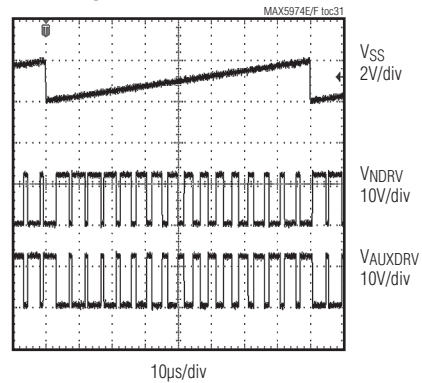 MAX5974E/F toc31
VSS
2V/div
VNDRV
10V/div
VAUXDRV
10V/div
10µs/div